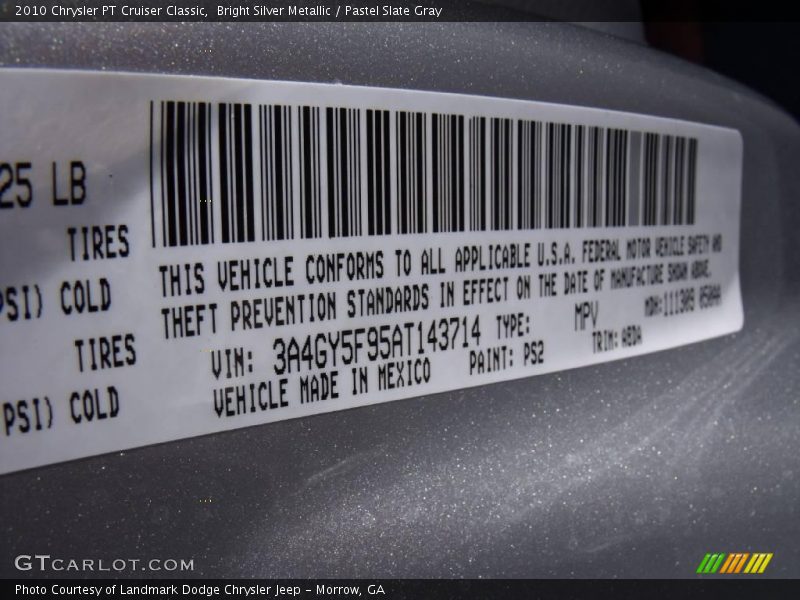 2010 Chrysler PT Cruiser Classic, Bright Silver Metallic / Pastel Slate Gray
25 LB
TIRES
PSI) COLD
TIRES
PSI) COLD
THIS VEHICLE CONFORMS TO ALL APPLICABLE U.S.A. FEDERAL MOTOR VEHICLE SAFETY AND
THEFT PREVENTION STANDARDS IN EFFECT ON THE DATE OF MANUFACTURE SHOWN ABOVE.
VIN: 3A4GY5F95AT143714 TYPE: MPV MDH:111309
VEHICLE MADE IN MEXICO PAINT: PS2 TRIM:
GTCARLOT.COM
Photo Courtesy of Landmark Dodge Chrysler Jeep – Morrow, GA